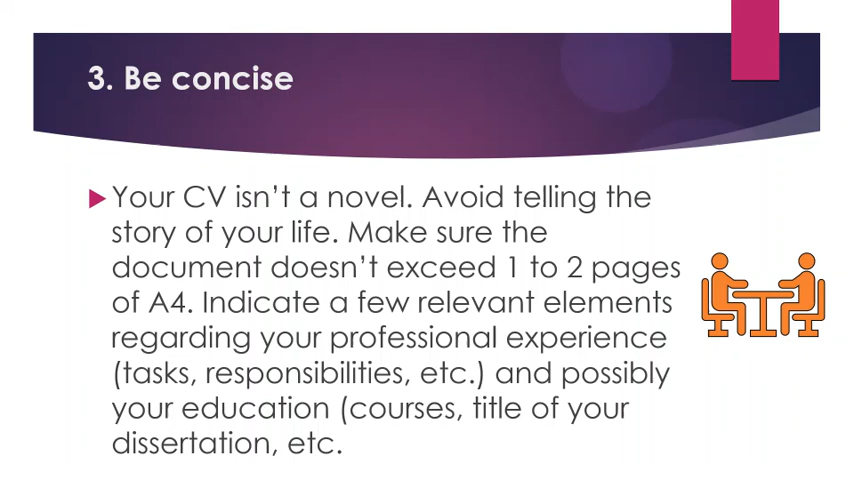 3. Be concise
Your CV isn't a novel. Avoid telling the
story of your life. Make sure the
document doesn't exceed 1 to 2 pages
of A4. Indicate a few relevant elements
regarding your professional experience
(tasks, responsibilities, etc.) and possibly
your education (courses, title of your
dissertation, etc.